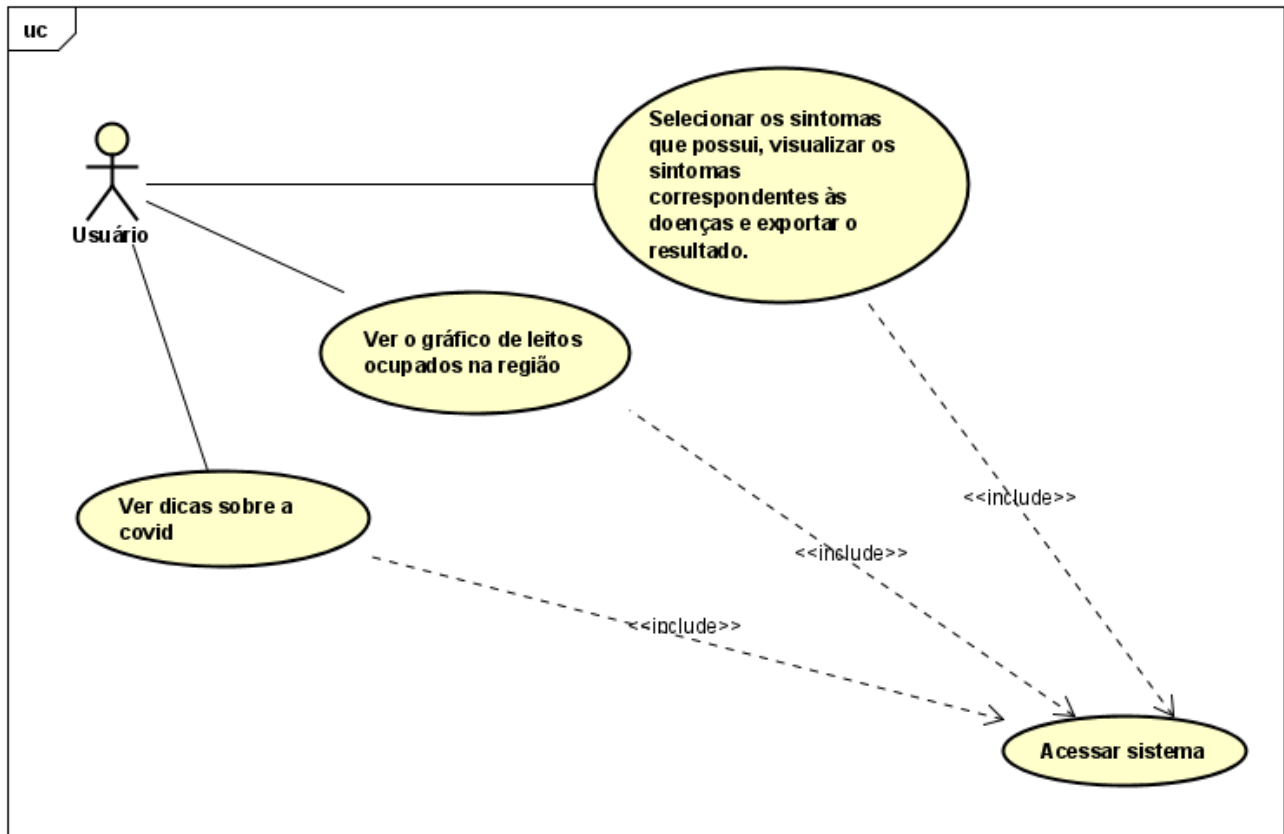 uc
Usuário
Selecionar os sintomas
que possui, visualizar os
sintomas
correspondentes às
doenças e exportar o
resultado.
Ver o gráfico de leitos
ocupados na região
Ver dicas sobre a
covid
<<include>>
<<include>>
<<include>>
Acessar sistema